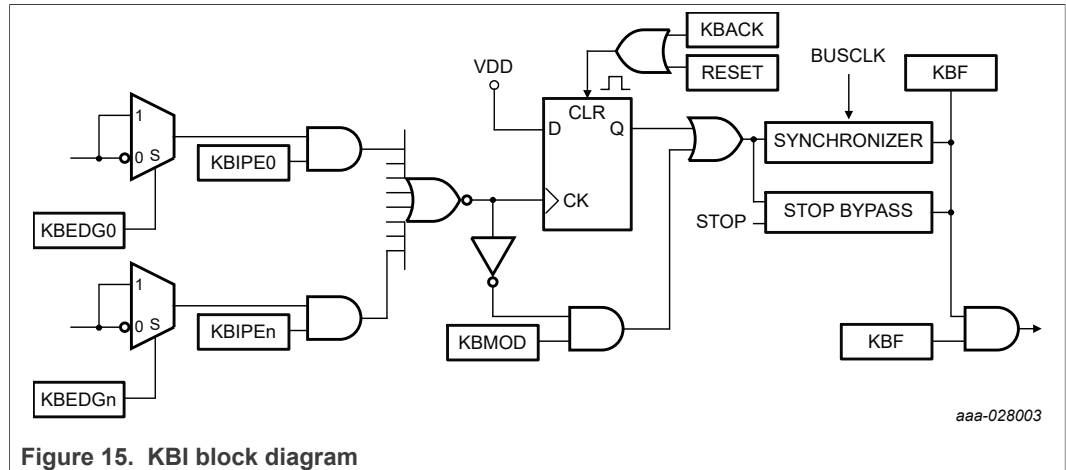 KBACK
RESET
VDD
BUSCLK
KBF
CLR
D
Q
CK
1
0
S
KBIPE0
KBEDG0
SYNCHRONIZER
STOP BYPASS
STOP
1
0
S
KBIPEn
KBEDGn
KBMOD
KBF
aaa-028003
Figure 15. KBI block diagram